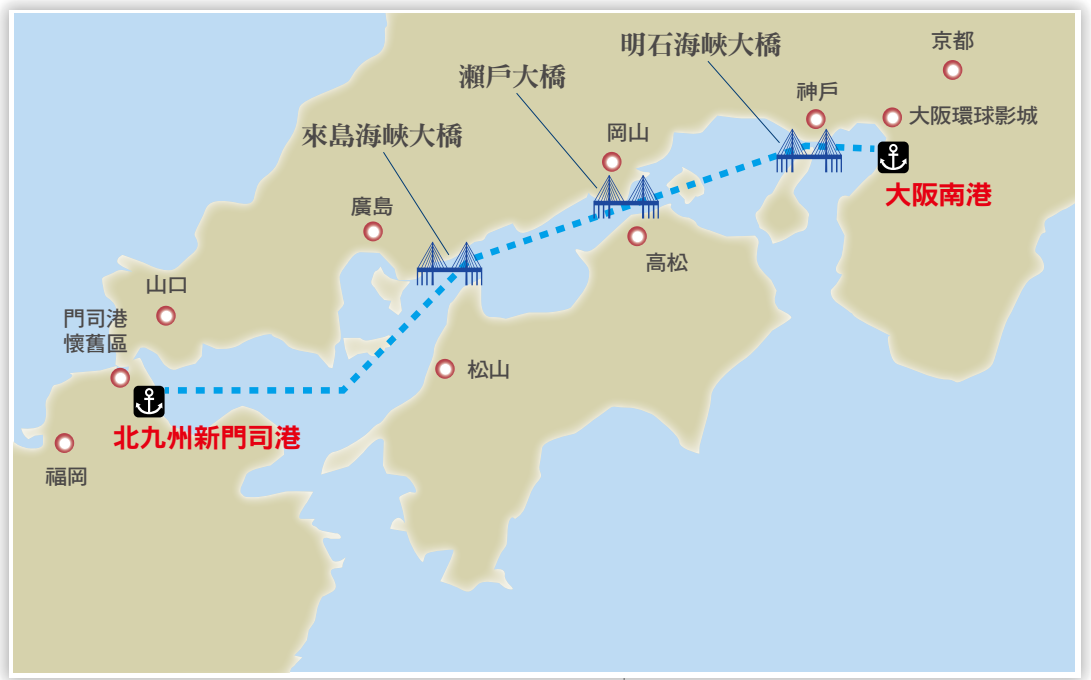 明石海峽大橋
京都
瀨戶大橋
神戶
大阪環球影城
來島海峽大橋
岡山
大阪南港
廣島
高松
山口
門司港
懷舊區
松山
北九州新門司港
福岡